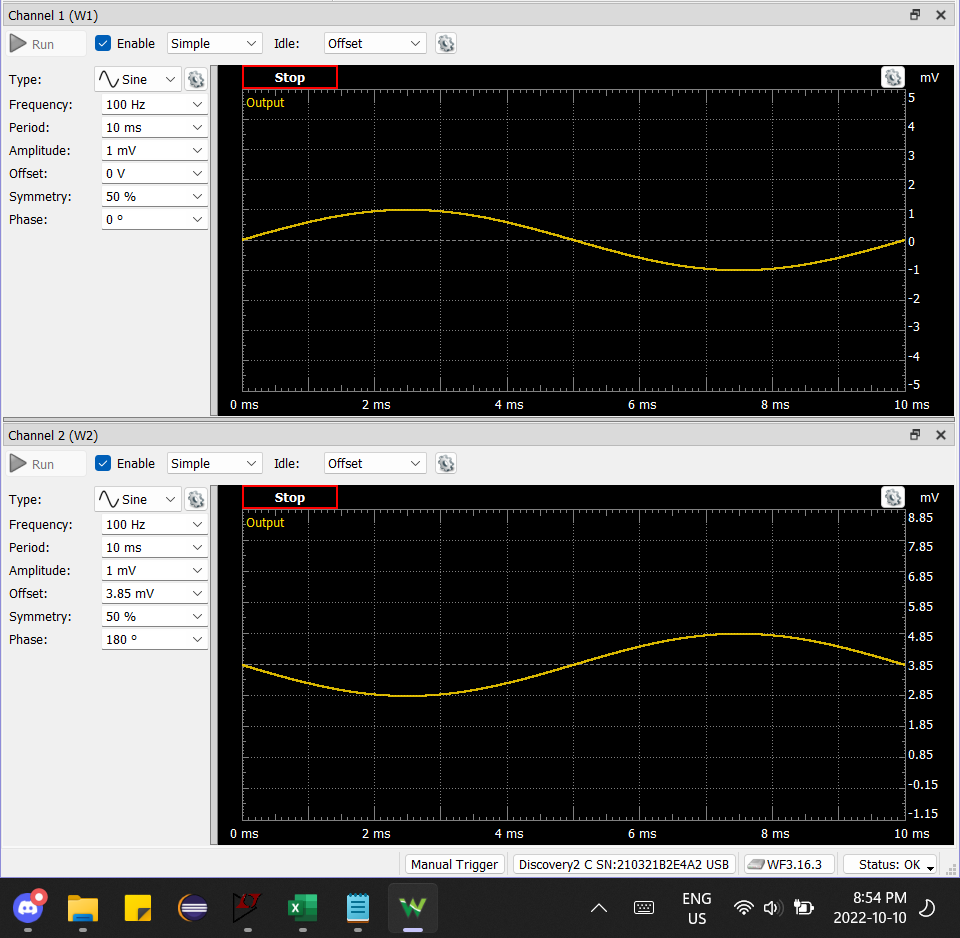 Channel 1 (W1)
Run Enable Simple Idle: Offset
Type: Sine
Frequency: 100 Hz
Period: 10 ms
Amplitude: 1 mV
Offset: 0 V
Symmetry: 50 %
Phase: 0 º
Stop mV
Output
5
4
3
2
1
0
-1
-2
-3
-4
-5
0 ms 2 ms 4 ms 6 ms 8 ms 10 ms
Channel 2 (W2)
Run Enable Simple Idle: Offset
Type: Sine
Frequency: 100 Hz
Period: 10 ms
Amplitude: 1 mV
Offset: 3.85 mV
Symmetry: 50 %
Phase: 180 º
Stop mV
Output
8.85
7.85
6.85
5.85
4.85
3.85
2.85
1.85
0.85
-0.15
-1.15
0 ms 2 ms 4 ms 6 ms 8 ms 10 ms
Manual Trigger Discovery2 C SN:210321B2E4A2 USB WF3.16.3 Status: OK
ENG
US
8:54 PM
2022-10-10